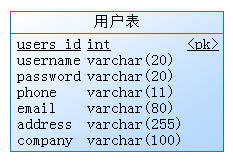 用户表
users_id int <pk>
username varchar(20)
password varchar(20)
phone varchar(11)
email varchar(80)
address varchar(255)
company varchar(100)